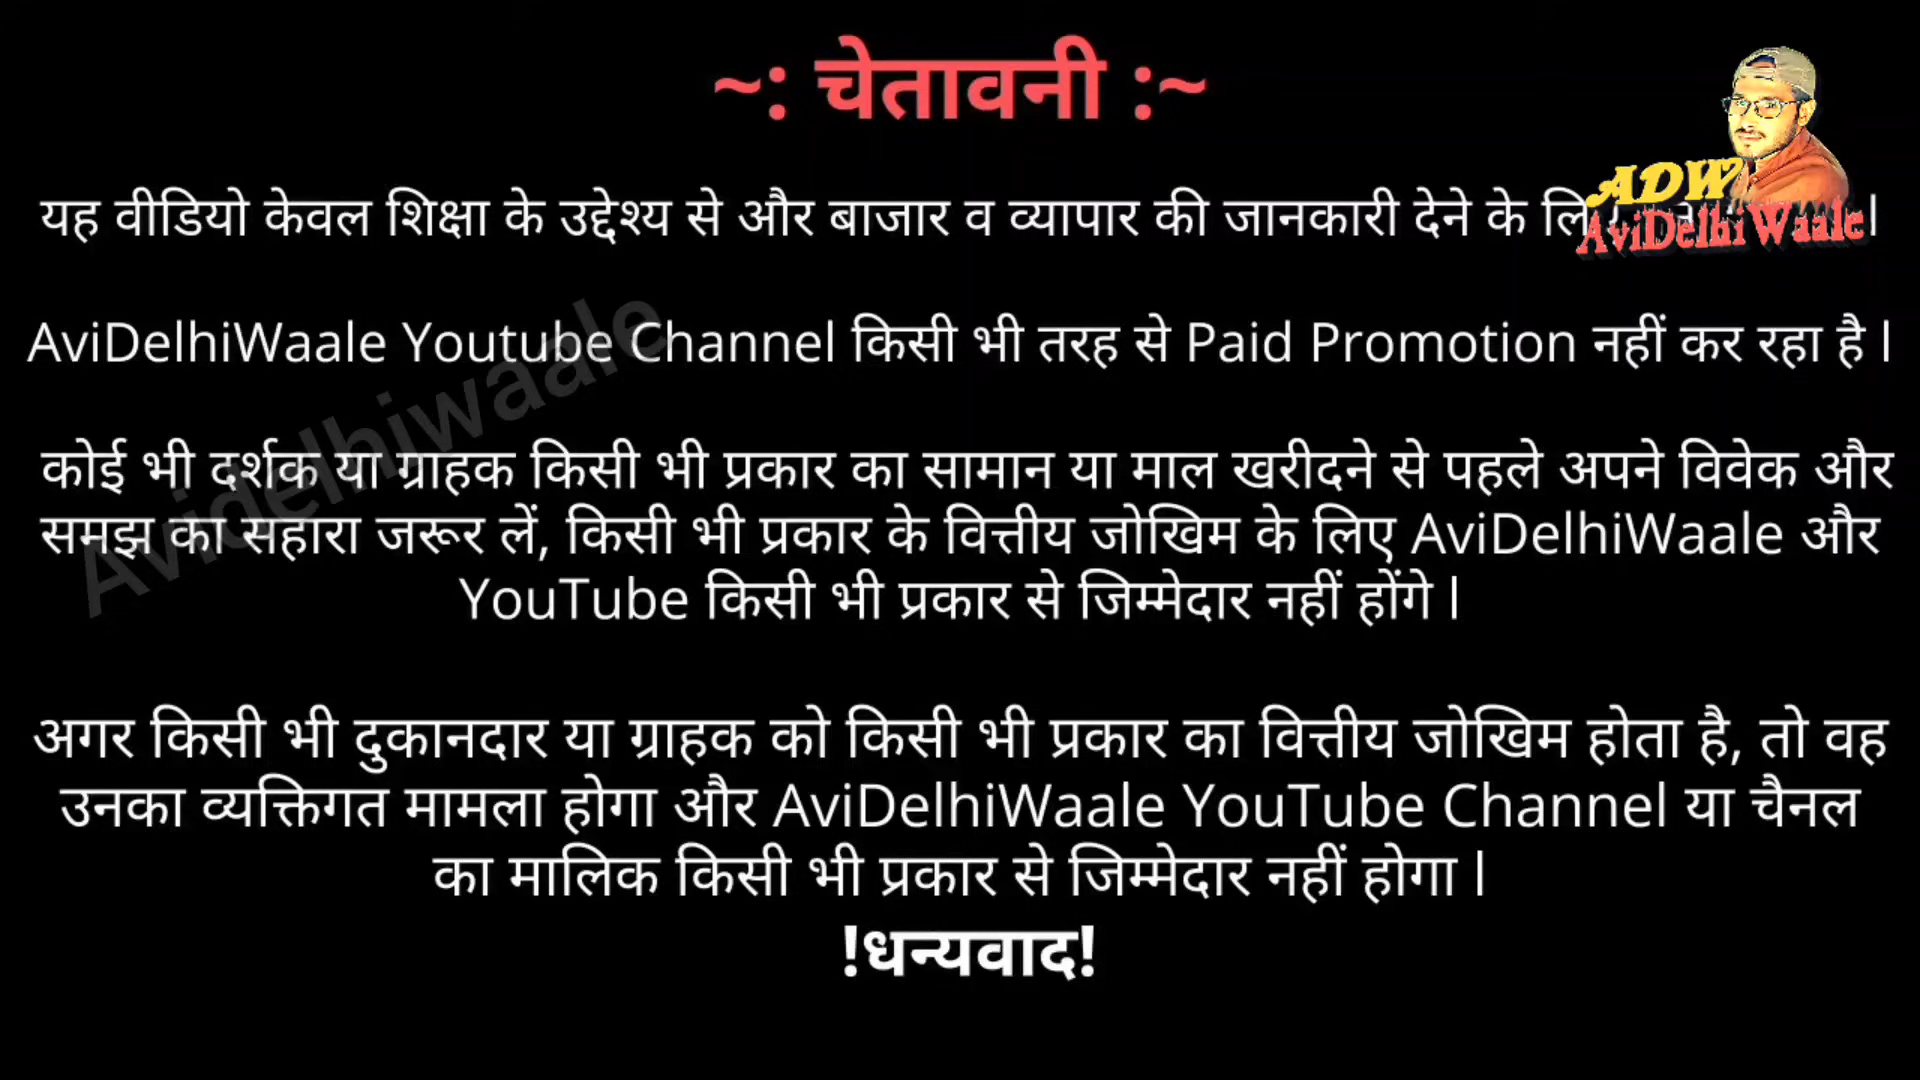 ~: चेतावनी :~
ADW
AviDelhiWaale
यह वीडियो केवल शिक्षा के उद्देश्य से और बाजार व व्यापार की जानकारी देने के
AviDelhiWaale Youtube Channel किसी भी तरह से Paid Promotion नहीं कर रहा है l
कोई भी दर्शक या ग्राहक किसी भी प्रकार का सामान या माल खरीदने से पहले अपने विवेक और
समझ का सहारा जरूर लें, किसी भी प्रकार के वित्तीय जोखिम के लिए AviDelhiWaale और
YouTube किसी भी प्रकार से जिम्मेदार नहीं होंगे l
Avidelhiwaale
अगर किसी भी दुकानदार या ग्राहक को किसी भी प्रकार का वित्तीय जोखिम होता है, तो वह
उनका व्यक्तिगत मामला होगा और AviDelhiWaale YouTube Channel या चैनल
का मालिक किसी भी प्रकार से जिम्मेदार नहीं होगा l
!धन्यवाद!